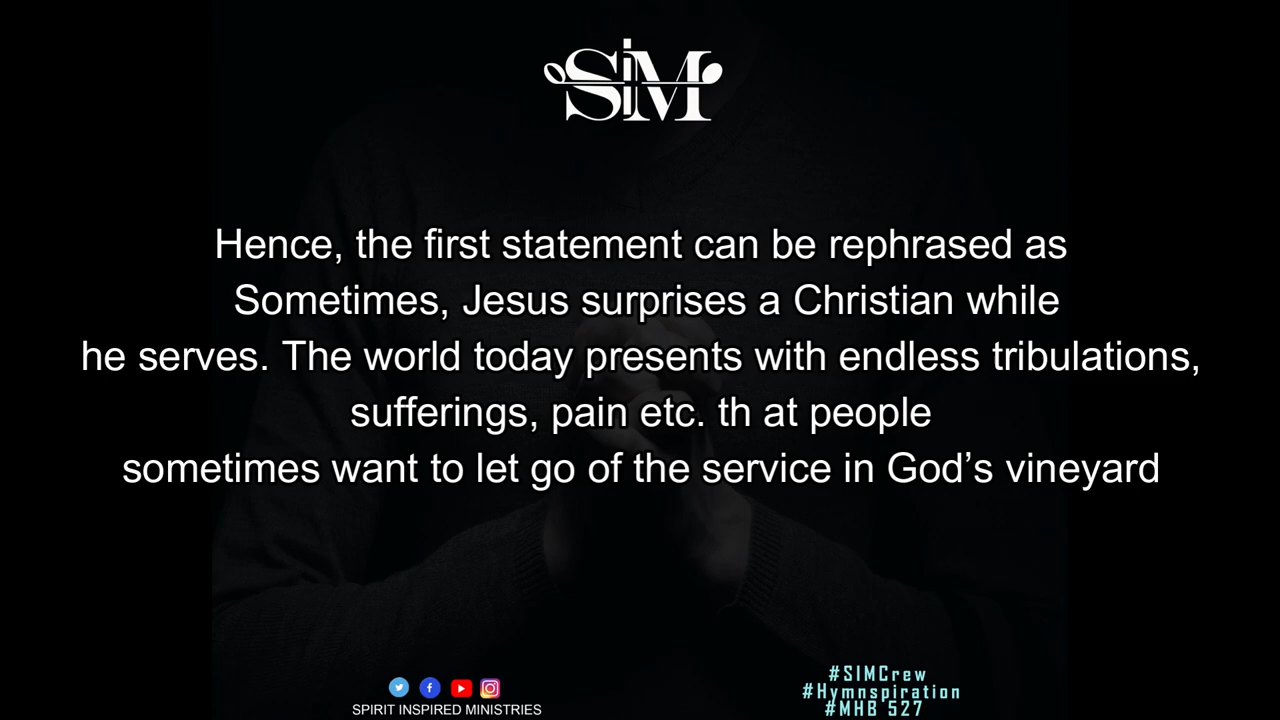 SiM
Hence, the first statement can be rephrased as
Sometimes, Jesus surprises a Christian while
he serves. The world today presents with endless tribulations,
sufferings, pain etc. th at people
sometimes want to let go of the service in God’s vineyard
SPIRIT INSPIRED MINISTRIES
#SIMCrew
#Hymnspiration
#MHB 527